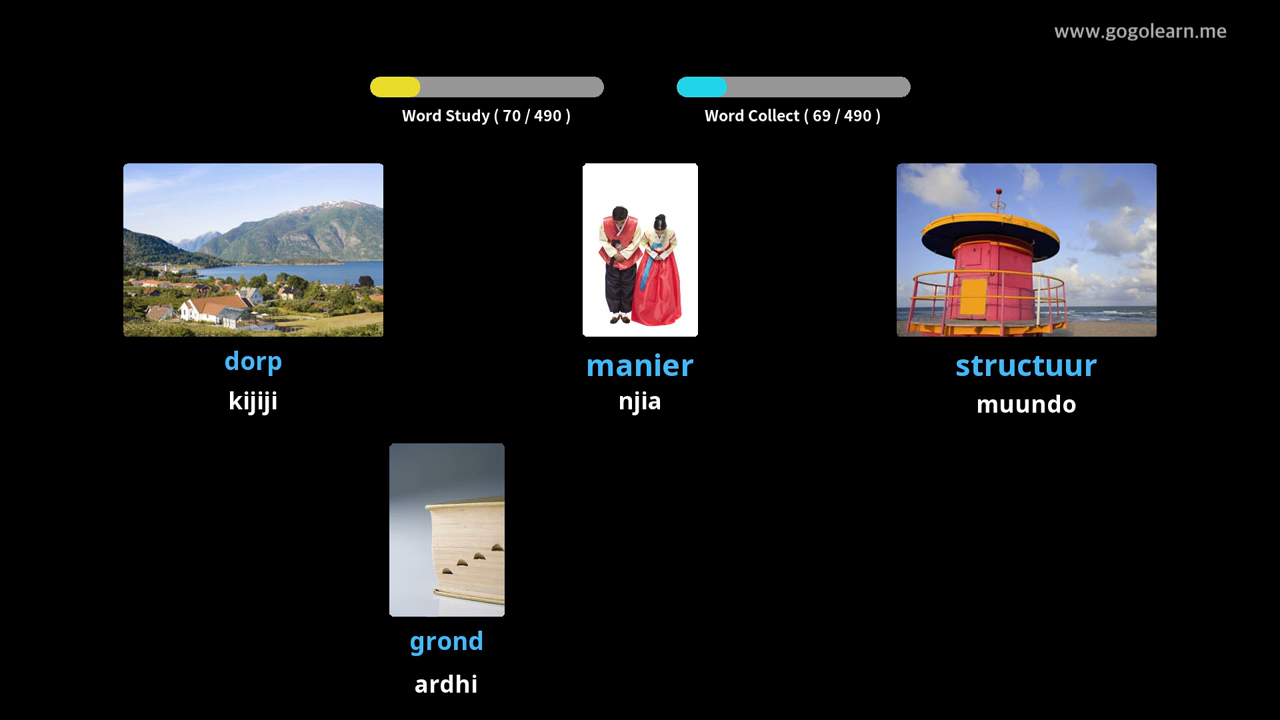 www.gogolearn.me
Word Study ( 70 / 490 )
Word Collect ( 69 / 490 )
dorp
kijiji
manier
njia
structuur
muundo
grond
ardhi